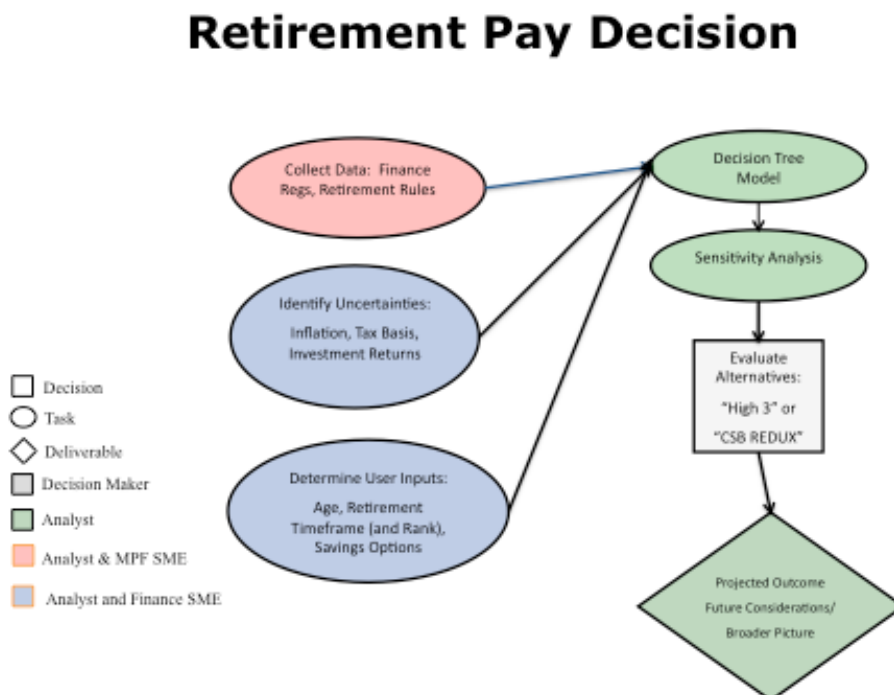 Retirement Pay Decision
Collect Data: Finance
Regs, Retirement Rules
Decision Tree
Model
Sensitivity Analysis
Identify Uncertainties:
Inflation, Tax Basis,
Investment Returns
Evaluate
Alternatives:
"High 3" or
"CSB REDUX"
Determine User Inputs:
Age, Retirement
Timeframe (and Rank),
Savings Options
Projected Outcome
Future Considerations/
Broader Picture
Decision
Task
Deliverable
Decision Maker
Analyst
Analyst & MPF SME
Analyst and Finance SME